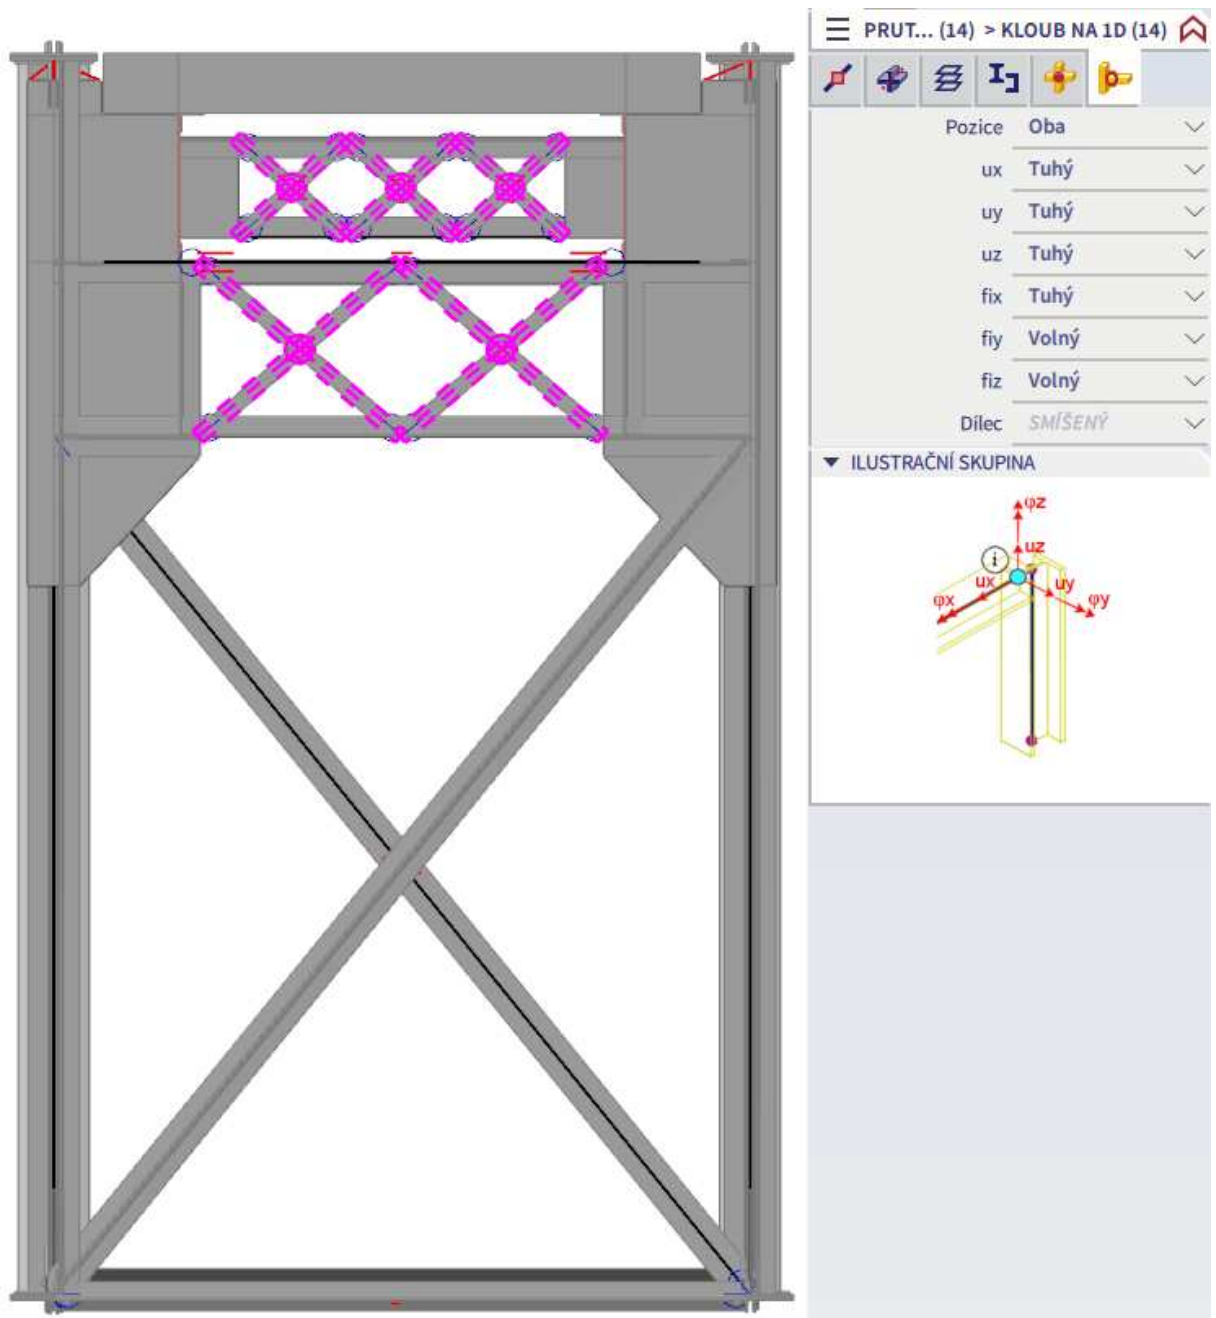 PRUT... (14) > KLOUB NA 1D (14)
Pozice Oba
ux Tuhý
uy Tuhý
uz Tuhý
fix Tuhý
fiy Volný
fiz Volný
Dílec SMÍŠENÝ
ILUSTRAČNÍ SKUPINA
φz
i uz
ux uy
φx φy